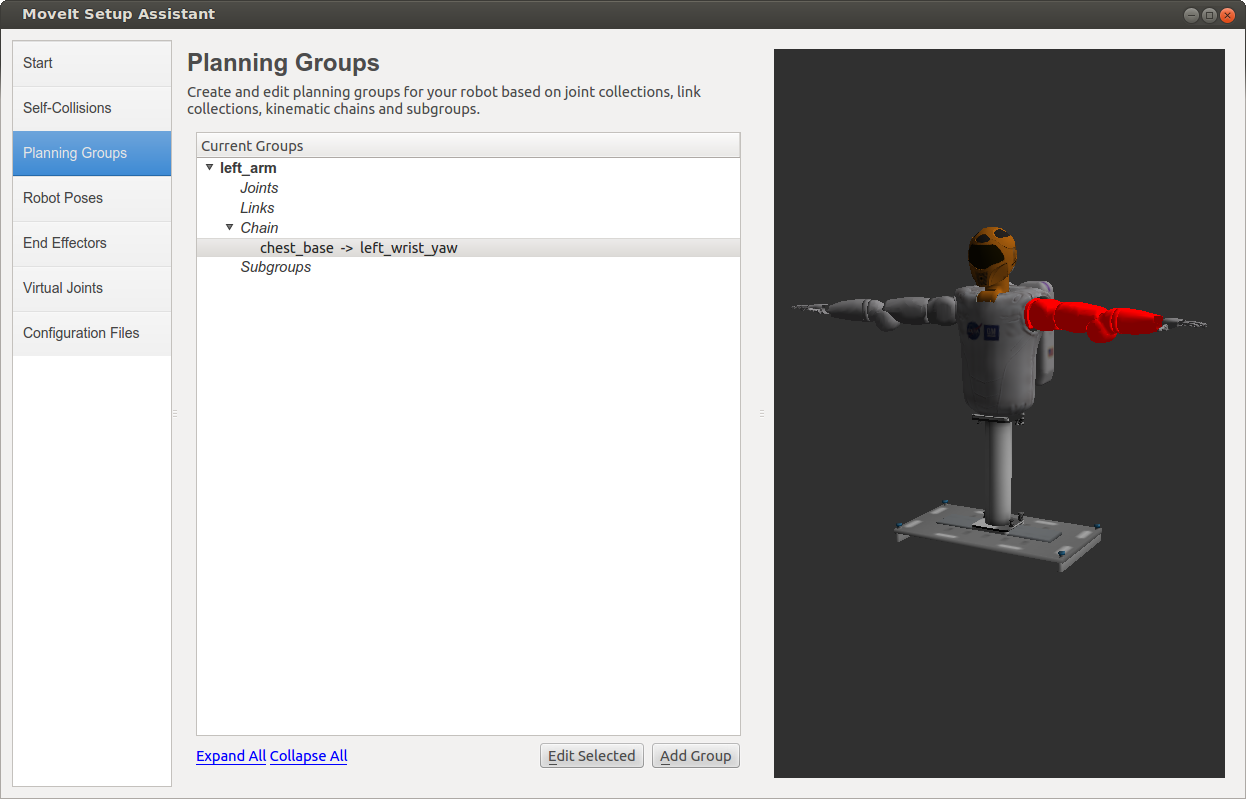 MoveIt Setup Assistant
Start
Self-Collisions
Planning Groups
Robot Poses
End Effectors
Virtual Joints
Configuration Files
Planning Groups
Create and edit planning groups for your robot based on joint collections, link
collections, kinematic chains and subgroups.
Current Groups
left_arm
Joints
Links
Chain
chest_base -> left_wrist_yaw
Subgroups
Expand All Collapse All
Edit Selected
Add Group